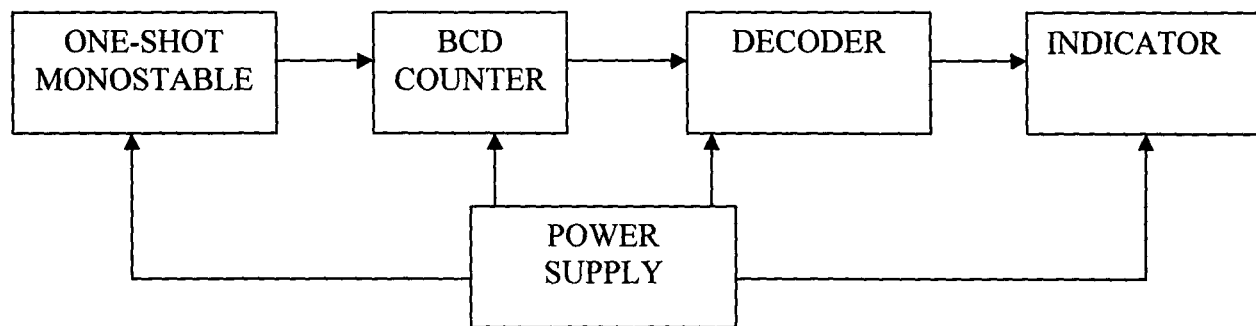 ONE-SHOT
MONOSTABLE
BCD
COUNTER
DECODER
INDICATOR
POWER
SUPPLY